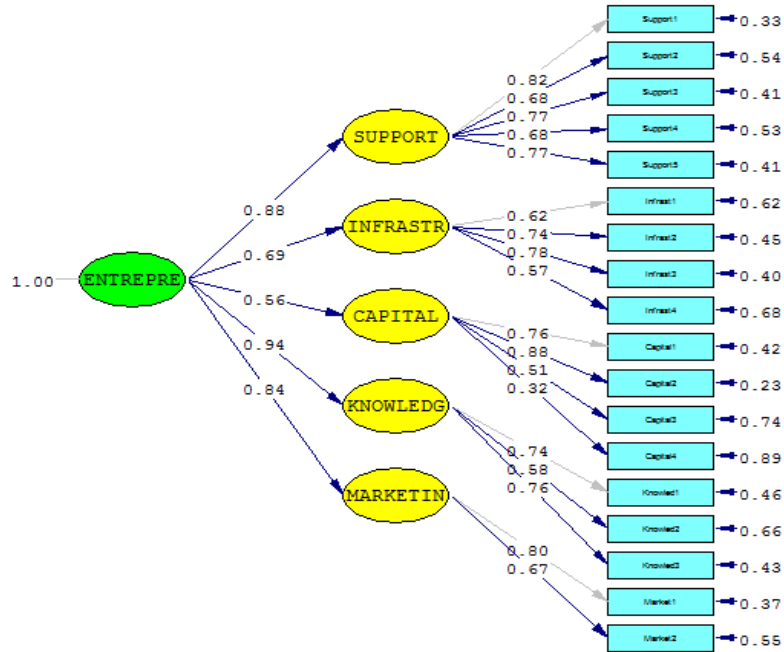 Support1 0.33
Support2 0.54
0.82
Support3 0.41
0.68
0.77
SUPPORT
0.68
Support4 0.53
0.77
Support5 0.41
0.88
Infrast1 0.62
0.62
INFRASTR
0.74
Infrast2 0.45
0.69
0.78
0.57
Infrast3 0.40
1.00 ENTREPRE
0.56
Infrast4 0.68
CAPITAL
0.76
Capital1 0.42
0.94
0.88
0.51
Capital2 0.23
0.84
0.32
KNOWLEDG
Capital3 0.74
0.74
Capital4 0.89
0.58
0.76
Knowled1 0.46
MARKETIN
Knowled2 0.66
0.80
0.67
Knowled3 0.43
Market1 0.37
Market2 0.55